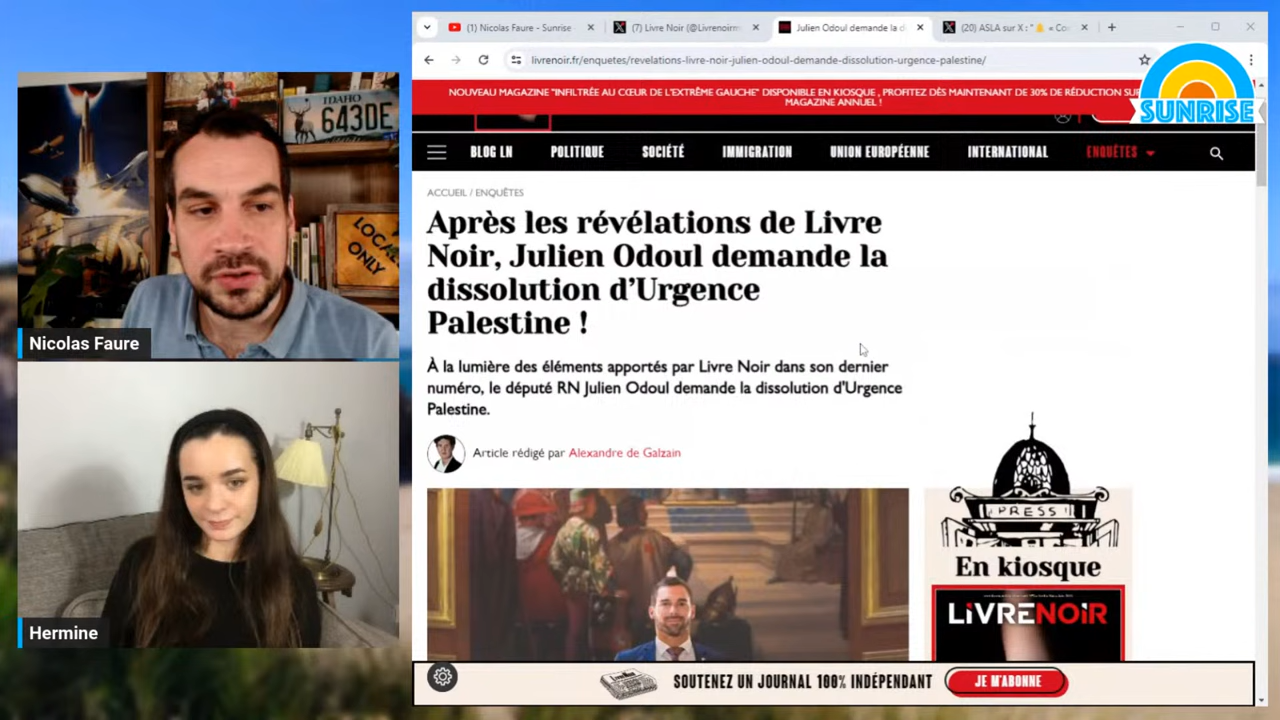 (1) Nicolas Faure - Sunrise
(7) Livre Noir (@Livrenoirm
Julien Odoul demande la d
(20) ASLA sur X : " « Co
livrenoir.fr/enquetes/revelations-livre-noir-julien-odoul-demande-dissolution-urgence-palestine/
SUNRISE
NOUVEAU MAGAZINE "INFILTRÉE AU CŒUR DE L'EXTRÊME GAUCHE" DISPONIBLE EN KIOSQUE , PROFITEZ DÈS MAINTENANT DE 30% DE RÉDUCTION SUR
MAGAZINE ANNUEL !
BLOG LN POLITIQUE SOCIÉTÉ IMMIGRATION UNION EUROPÉENNE INTERNATIONAL ENQUÊTES
ACCUEIL / ENQUÊTES
Après les révélations de Livre
Noir, Julien Odoul demande la
dissolution d'Urgence
Palestine !
À la lumière des éléments apportés par Livre Noir dans son dernier
numéro, le député RN Julien Odoul demande la dissolution d'Urgence
Palestine.
Article rédigé par Alexandre de Galzain
PRESS
En kiosque
LIVRENOIR
SOUTENEZ UN JOURNAL 100% INDÉPENDANT
JE M'ABONNE
IDAHO
643DE
LOCALS
ONLY
Nicolas Faure
Hermine